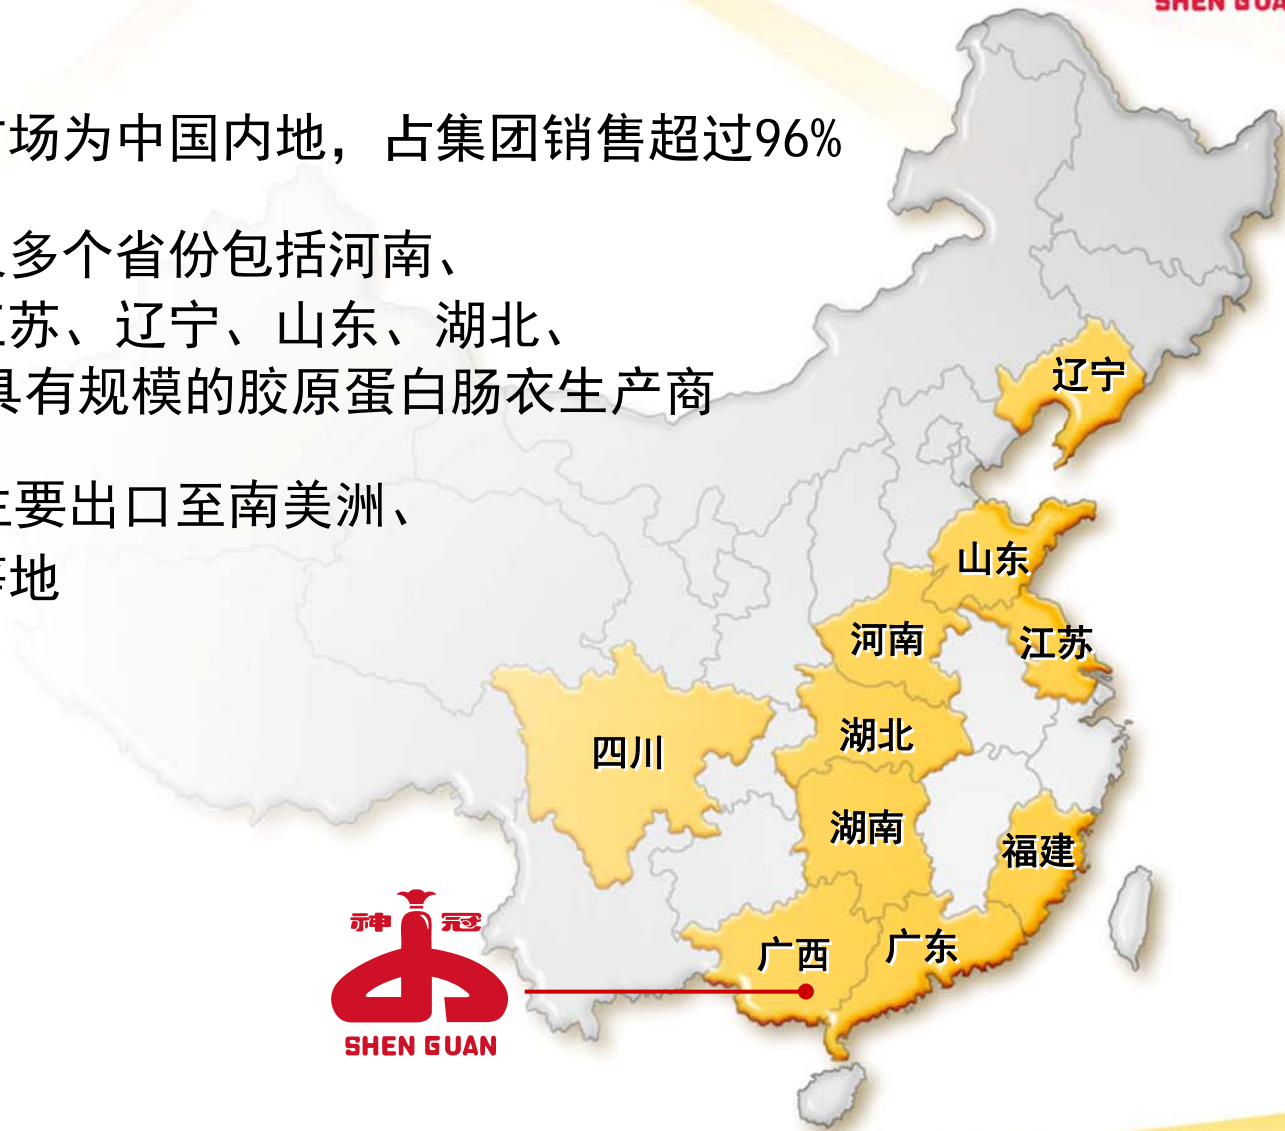 SHEN GUA
场为中国内地，占集团销售超过96%
多个省份包括河南、
苏、辽宁、山东、湖北、
具有规模的胶原蛋白肠衣生产商
主要出口至南美洲、
等地
辽宁
山东
河南
江苏
湖北
四川
湖南
福建
神冠
广西
广东
SHEN GUAN